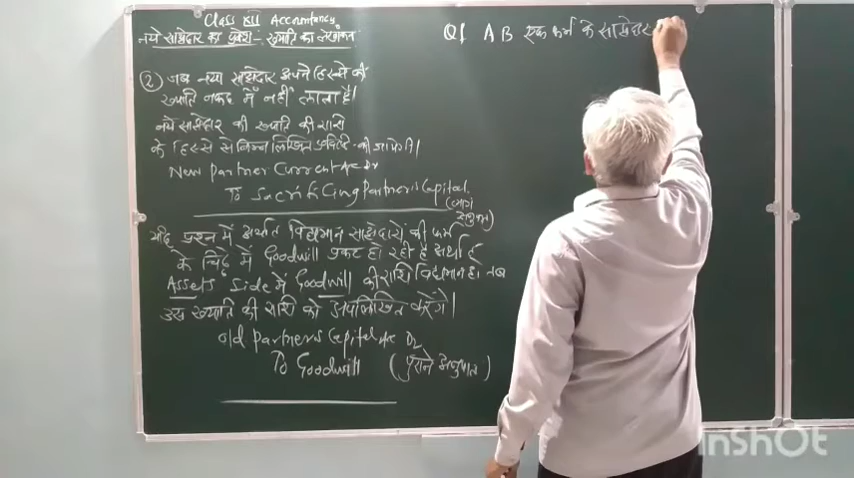 Class XII Accountancy
नये साझेदार का प्रवेश - ख्याति का लेखांकन
② जब नया साझेदार अपने हिस्से की
ख्याति नकद में नहीं लाता है।
नये साझेदार की ख्याति की राशि
के हिस्से से निम्नलिखित प्रविष्टि की जायेगी।
New Partner Current A/c Dr
To Sacrificing Partner's Capital
(त्याग अनुपात)
यदि प्रश्न में अर्थात विद्यमान साझेदारों की फर्म
के चिट्ठे में Goodwill प्रकट हो रही है अर्थात
Assets Side में Goodwill की राशि विद्यमान है। तब
उस ख्याति की राशि को अपलिखित करेंगे।
Old Partners Capital A/c Dr
To Goodwill (पुराने अनुपात)
Q1 A B एक फर्म के साझेदार
InshOt